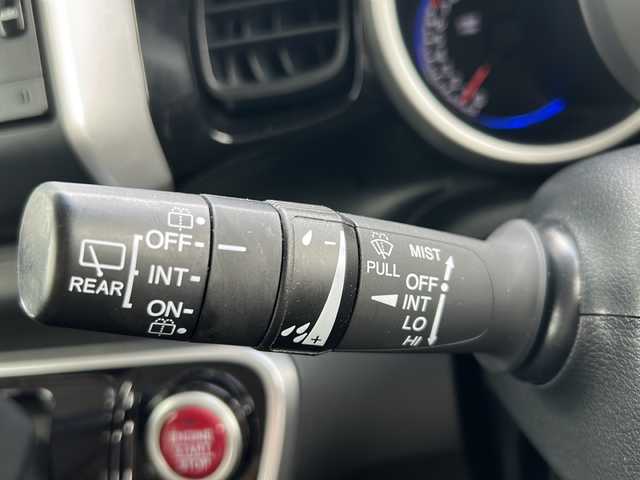 REAR
OFF-
INT-
ON-
- +
PULL
MIST
OFF
INT
LO
HI
ENGINE
START
STOP